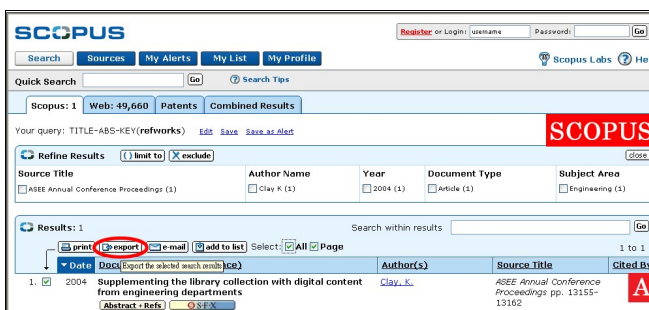 SCOPUS
Register or Login: username Password: Go
Search Sources My Alerts My List My Profile
Scopus Labs ? He
Quick Search Go ? Search Tips
Scopus: 1 Web: 49,660 Patents Combined Results
Your query: TITLE-ABS-KEY(refworks) Edit Save Save as Alert
SCOPUS
Refine Results limit to exclude close
Source Title Author Name Year Document Type Subject Area
ASEE Annual Conference Proceedings (1) Clay K (1) 2004 (1) Article (1) Engineering (1)
Results: 1 Search within results Go
print export e-mail add to list Select: All Page 1 to 1
Date Docu Export the selected search results nce) Author(s) Source Title Cited By
1. 2004 Supplementing the library collection with digital content Clay, K. ASEE Annual Conference
from engineering departments Proceedings pp. 13155-
13162
Abstract + Refs S·F·X
A